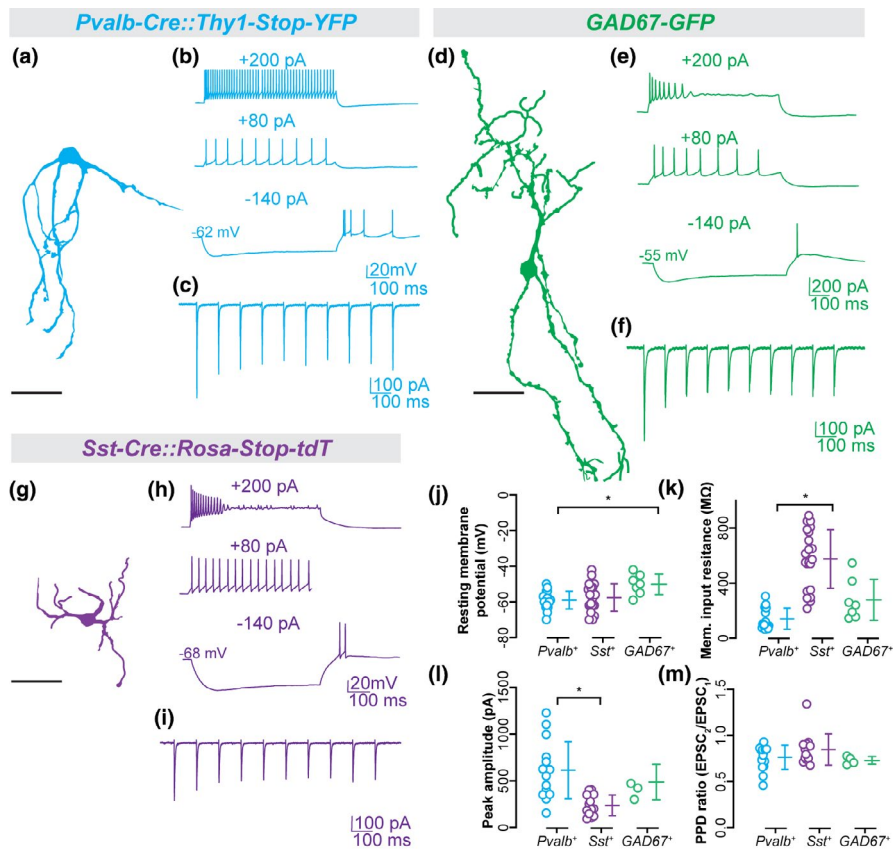 Pvalb-Cre::Thy1-Stop-YFP
GAD67-GFP
(a)
(b)
+200 pA
+80 pA
-140 pA
-62 mV
20mV
100 ms
(c)
100 pA
100 ms
(d)
(e)
+200 pA
+80 pA
-140 pA
-55 mV
200 pA
100 ms
(f)
100 pA
100 ms
Sst-Cre::Rosa-Stop-tdT
(g)
(h)
+200 pA
+80 pA
-140 pA
-68 mV
20mV
100 ms
(i)
100 pA
100 ms
(j)
Resting membrane
potential (mV)
0
-20
-40
-60
-80
*
Pvalb⁺ Sst⁺ GAD67⁺
(k)
Mem. input resitance (MΩ)
800
400
0
*
Pvalb⁺ Sst⁺ GAD67⁺
(l)
Peak amplitude (pA)
1500
1000
500
0
*
Pvalb⁺ Sst⁺ GAD67⁺
(m)
PPD ratio (EPSC₂/EPSC₁)
1.5
1.0
0.5
0
Pvalb⁺ Sst⁺ GAD67⁺